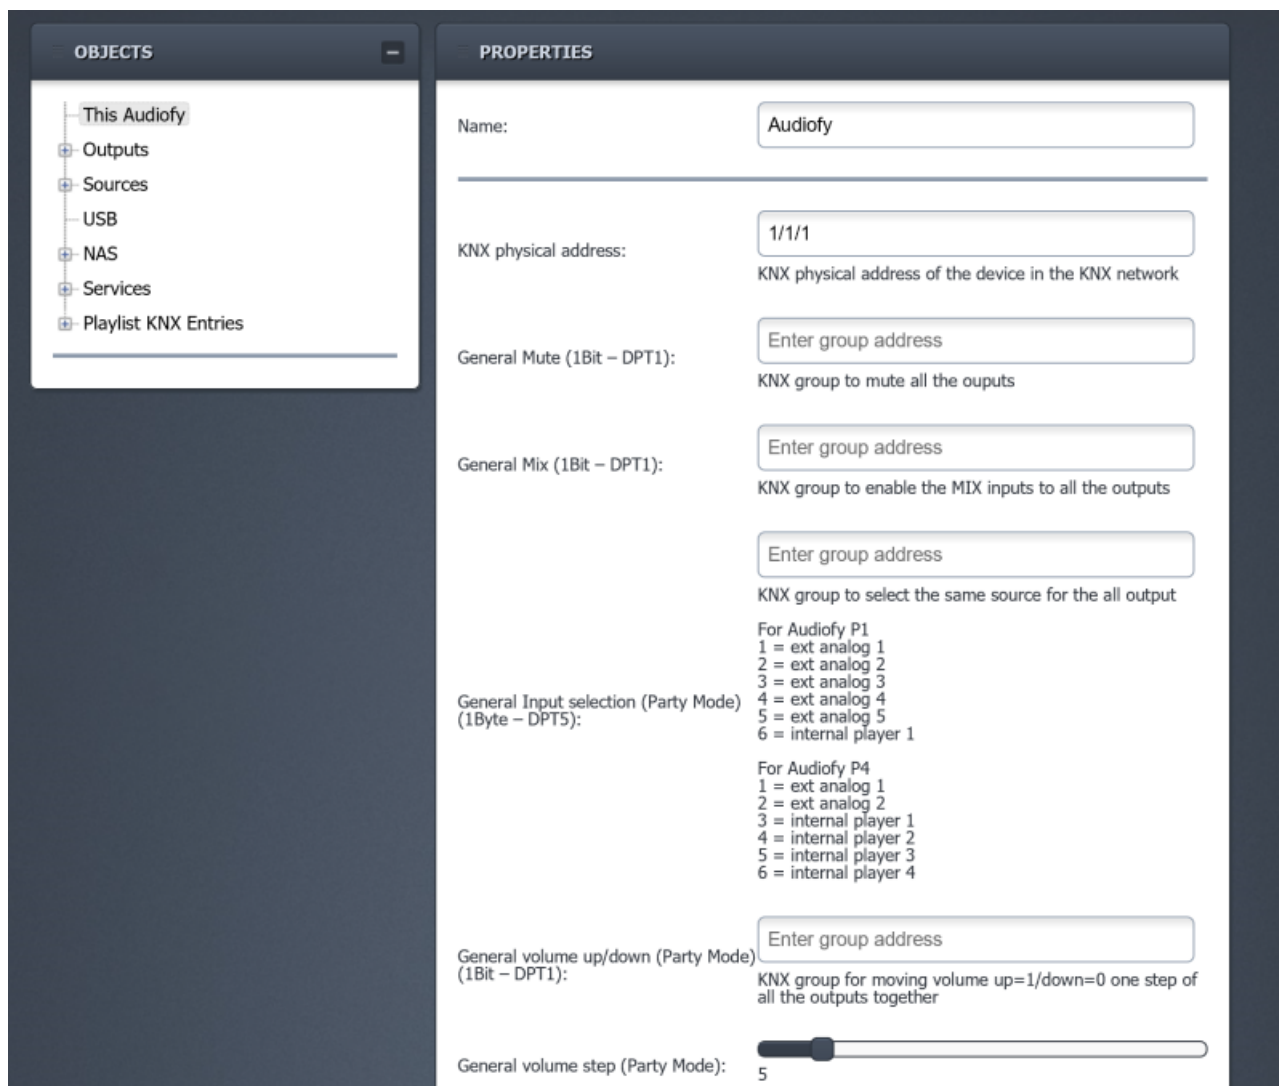 OBJECTS
This Audiofy
Outputs
Sources
USB
NAS
Services
Playlist KNX Entries
PROPERTIES
Name:
Audiofy
KNX physical address:
1/1/1
KNX physical address of the device in the KNX network
General Mute (1Bit – DPT1):
Enter group address
KNX group to mute all the ouputs
General Mix (1Bit – DPT1):
Enter group address
KNX group to enable the MIX inputs to all the outputs
General Input selection (Party Mode)
(1Byte – DPT5):
Enter group address
KNX group to select the same source for the all output
For Audiofy P1
1 = ext analog 1
2 = ext analog 2
3 = ext analog 3
4 = ext analog 4
5 = ext analog 5
6 = internal player 1
For Audiofy P4
1 = ext analog 1
2 = ext analog 2
3 = internal player 1
4 = internal player 2
5 = internal player 3
6 = internal player 4
General volume up/down (Party Mode)
(1Bit – DPT1):
Enter group address
KNX group for moving volume up=1/down=0 one step of
all the outputs together
General volume step (Party Mode):
5